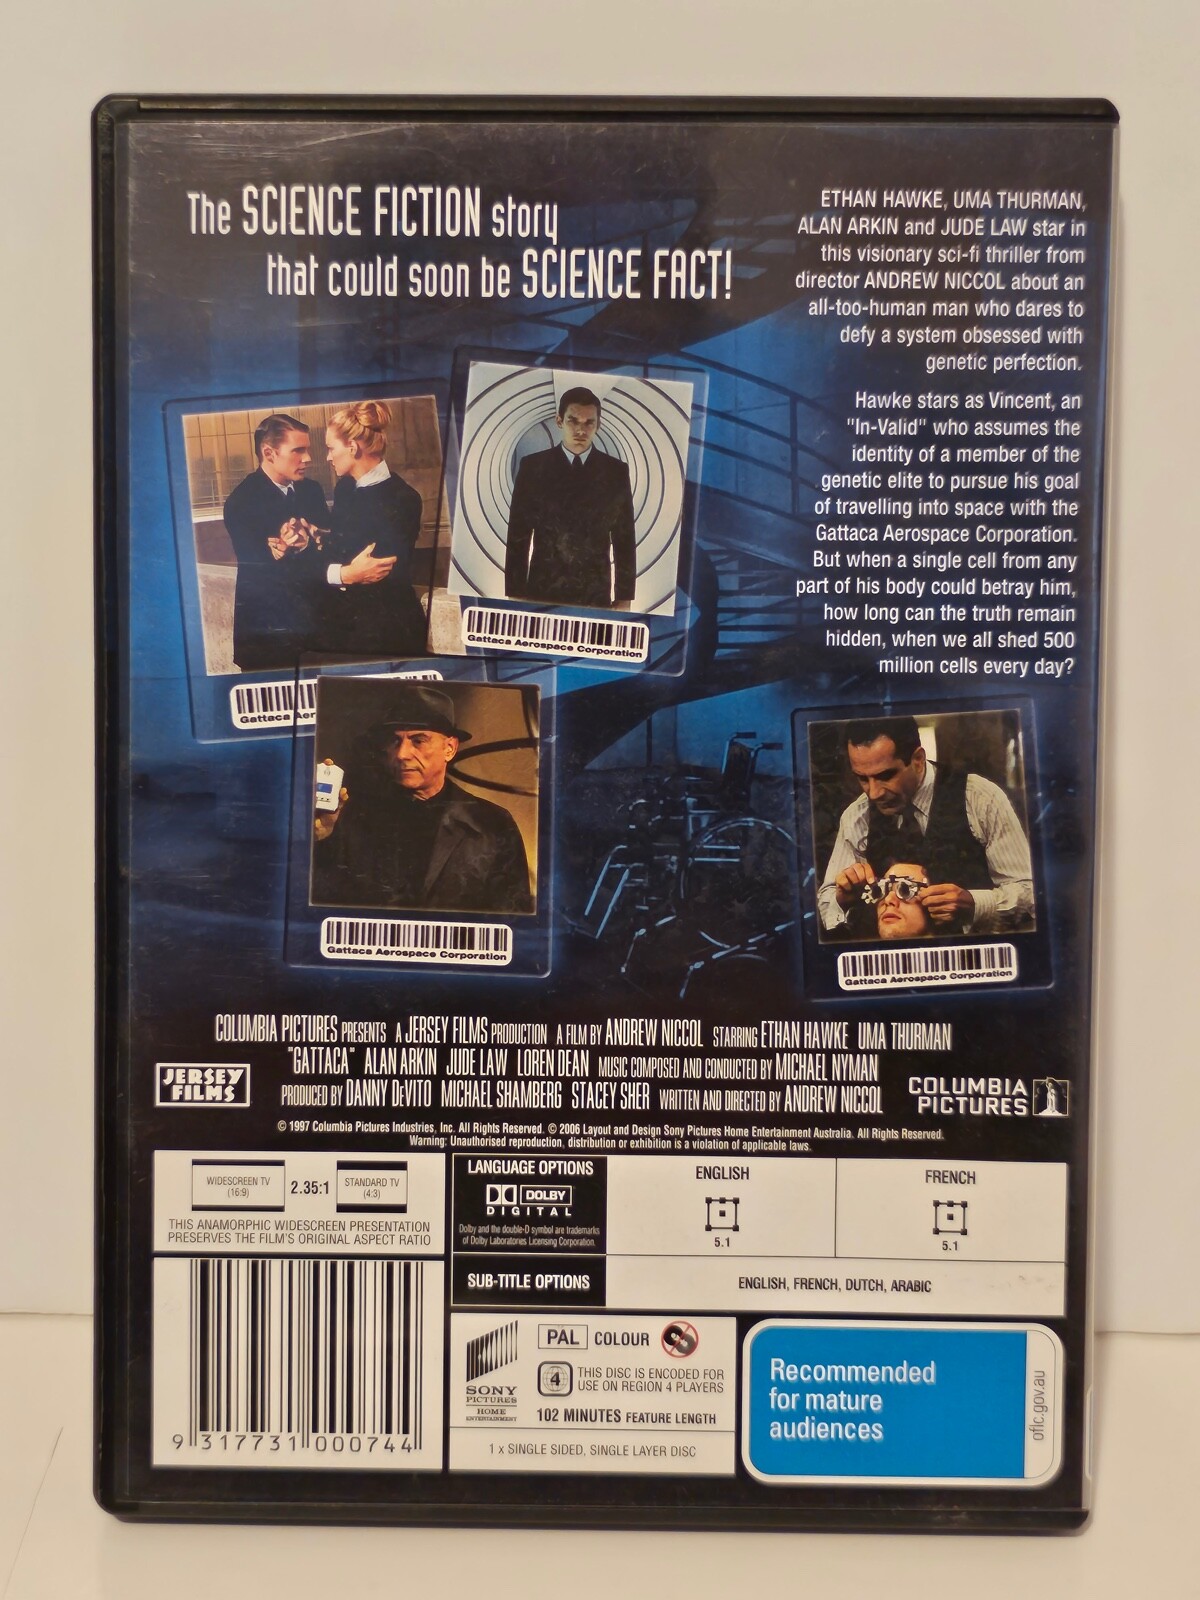 The SCIENCE FICTION story
that could soon be SCIENCE FACT!
ETHAN HAWKE, UMA THURMAN,
ALAN ARKIN and JUDE LAW star in
this visionary sci-fi thriller from
director ANDREW NICCOL about an
all-too-human man who dares to
defy a system obsessed with
genetic perfection.
Hawke stars as Vincent, an
"In-Valid" who assumes the
identity of a member of the
genetic elite to pursue his goal
of travelling into space with the
Gattaca Aerospace Corporation.
But when a single cell from any
part of his body could betray him,
how long can the truth remain
hidden, when we all shed 500
million cells every day?
Gattaca Aerospace Corporation
Gattaca Aer
Gattaca Aerospace Corporation
Gattaca Aerospace Corporation
COLUMBIA PICTURES PRESENTS A JERSEY FILMS PRODUCTION A FILM BY ANDREW NICCOL STARRING ETHAN HAWKE UMA THURMAN
"GATTACA" ALAN ARKIN JUDE LAW LOREN DEAN MUSIC COMPOSED AND CONDUCTED BY MICHAEL NYMAN
PRODUCED BY DANNY DeVITO MICHAEL SHAMBERG STACEY SHER WRITTEN AND DIRECTED BY ANDREW NICCOL
JERSEY
FILMS
COLUMBIA
PICTURES
© 1997 Columbia Pictures Industries, Inc. All Rights Reserved. © 2006 Layout and Design Sony Pictures Home Entertainment Australia. All Rights Reserved.
Warning: Unauthorised reproduction, distribution or exhibition is a violation of applicable laws.
WIDESCREEN TV
(16:9)
2.35:1
STANDARD TV
(4:3)
THIS ANAMORPHIC WIDESCREEN PRESENTATION
PRESERVES THE FILM'S ORIGINAL ASPECT RATIO
LANGUAGE OPTIONS
DOLBY
DIGITAL
Dolby and the double-D symbol are trademarks
of Dolby Laboratories Licensing Corporation.
ENGLISH
5.1
FRENCH
5.1
SUB-TITLE OPTIONS
ENGLISH, FRENCH, DUTCH, ARABIC
9 317731 000744
SONY
PICTURES
HOME
ENTERTAINMENT
PAL COLOUR
4
THIS DISC IS ENCODED FOR
USE ON REGION 4 PLAYERS
102 MINUTES FEATURE LENGTH
1 x SINGLE SIDED, SINGLE LAYER DISC
Recommended
for mature
audiences
oflc.gov.au